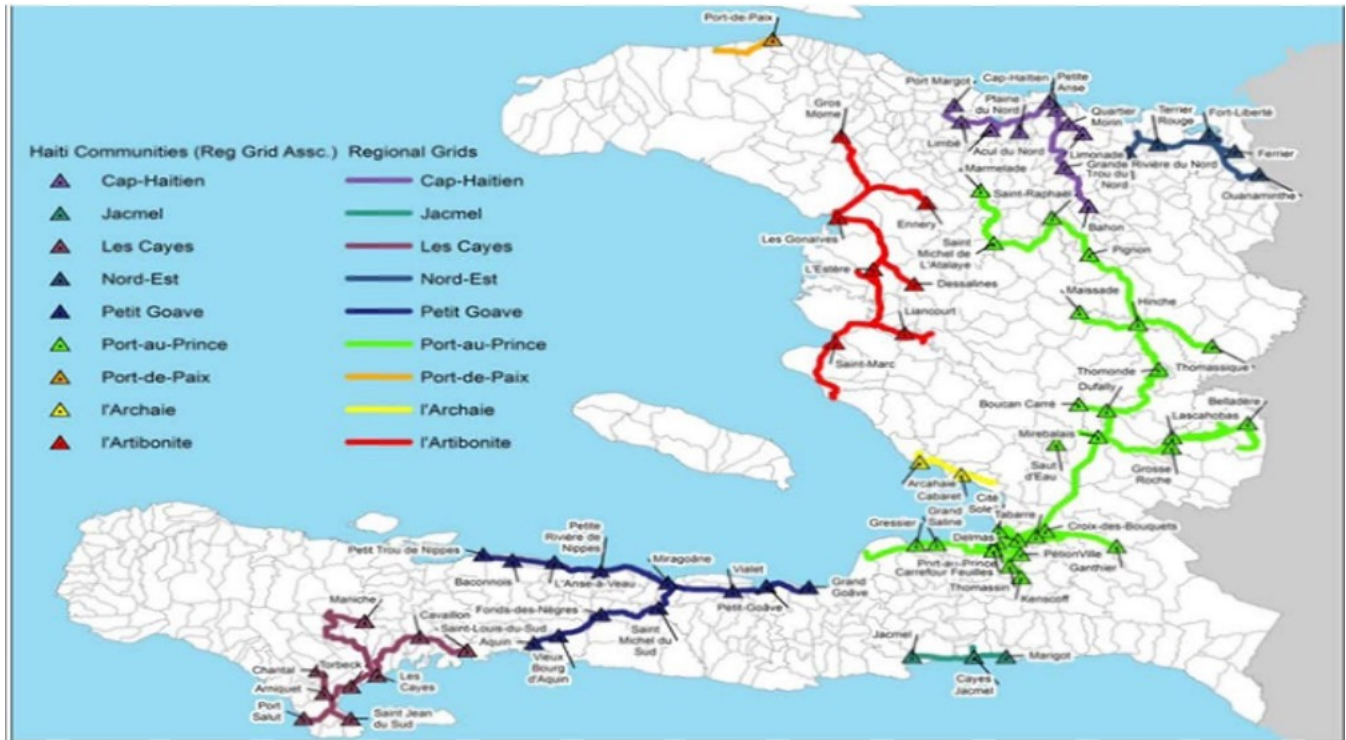 Haiti Communities (Reg Grid Assc.) Regional Grids
Cap-Haitien Cap-Haitien
Jacmel Jacmel
Les Cayes Les Cayes
Nord-Est Nord-Est
Petit Goave Petit Goave
Port-au-Prince Port-au-Prince
Port-de-Paix Port-de-Paix
l'Archaie l'Archaie
l'Artibonite l'Artibonite
Port-de-Paix
Port Margot
Cap-Haïtien
Petite
Anse
Plaine
du Nord
Quartier
Morin
Terrier
Rouge
Fort-Liberté
Gros
Morne
Limbé
Acul du Nord
Limonade
Ferrier
Marmelade
Grande Rivière du Nord
Trou du
Nord
Ouanaminthe
Saint-Raphaël
Bahon
Ennery
Les Gonaïves
Saint
Michel de
L'Atalaye
Pignon
L'Estère
Dessalines
Maissade
Hinche
Liancourt
Saint-Marc
Thomonde
Thomassique
Dufally
Boucan Carré
Belladère
Lascahobas
Mirebalais
Saut
d'Eau
Grosse
Roche
Arcahaie
Cabaret
Cité
Sole
Grand
Saline
Tabarre
Gressier
Delmas
Croix-des-Bouquets
Port-au-Prince
PétionVille
Carrefour Feuilles
Ganthier
Thomassin
Kenscoff
Petit Trou de Nippes
Petite
Rivière de
Nippes
Miragoâne
Vialet
Baconnois
L'Anse-à-Veau
Grand
Goâve
Petit-Goâve
Maniche
Cavaillon
Fonds-des-Nègres
Saint-Louis-du-Sud
Aquin
Saint
Michel du
Sud
Vieux
Bourg
d'Aquin
Jacmel
Marigot
Cayes
Jacmel
Chantal
Torbeck
Les
Cayes
Arniquet
Port
Salut
Saint Jean
du Sud